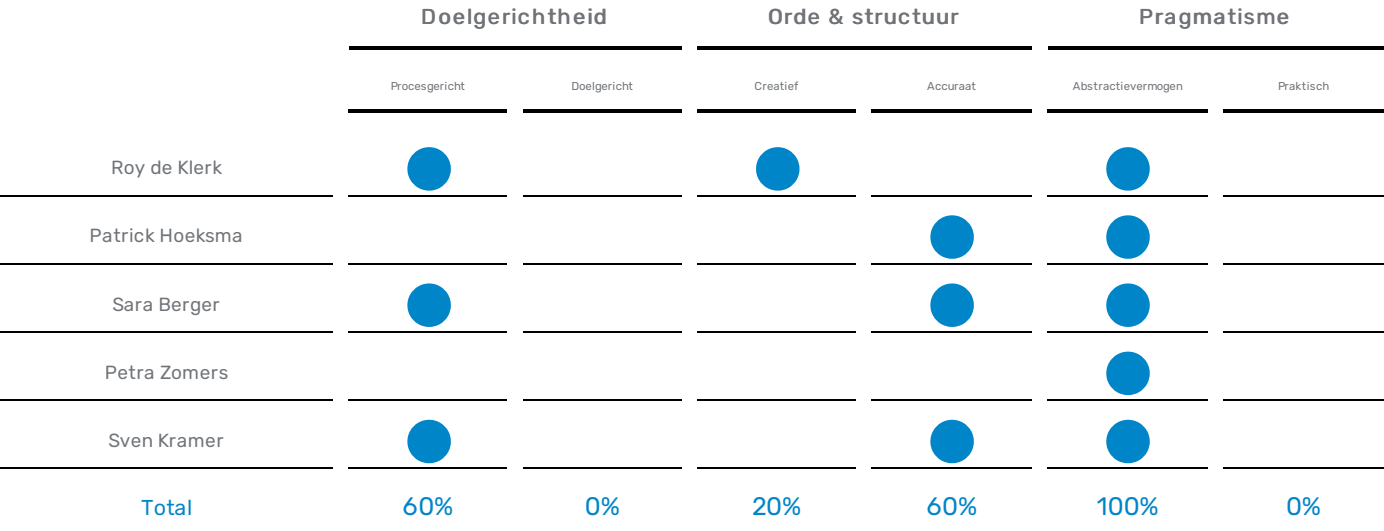 Doelgerichtheid Orde & structuur Pragmatisme
Procesgericht Doelgericht Creatief Accuraat Abstractievermogen Praktisch
Roy de Klerk
Patrick Hoeksma
Sara Berger
Petra Zomers
Sven Kramer
Total 60% 0% 20% 60% 100% 0%